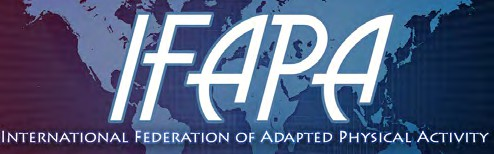 IFAPA
INTERNATIONAL FEDERATION OF ADAPTED PHYSICAL ACTIVITY